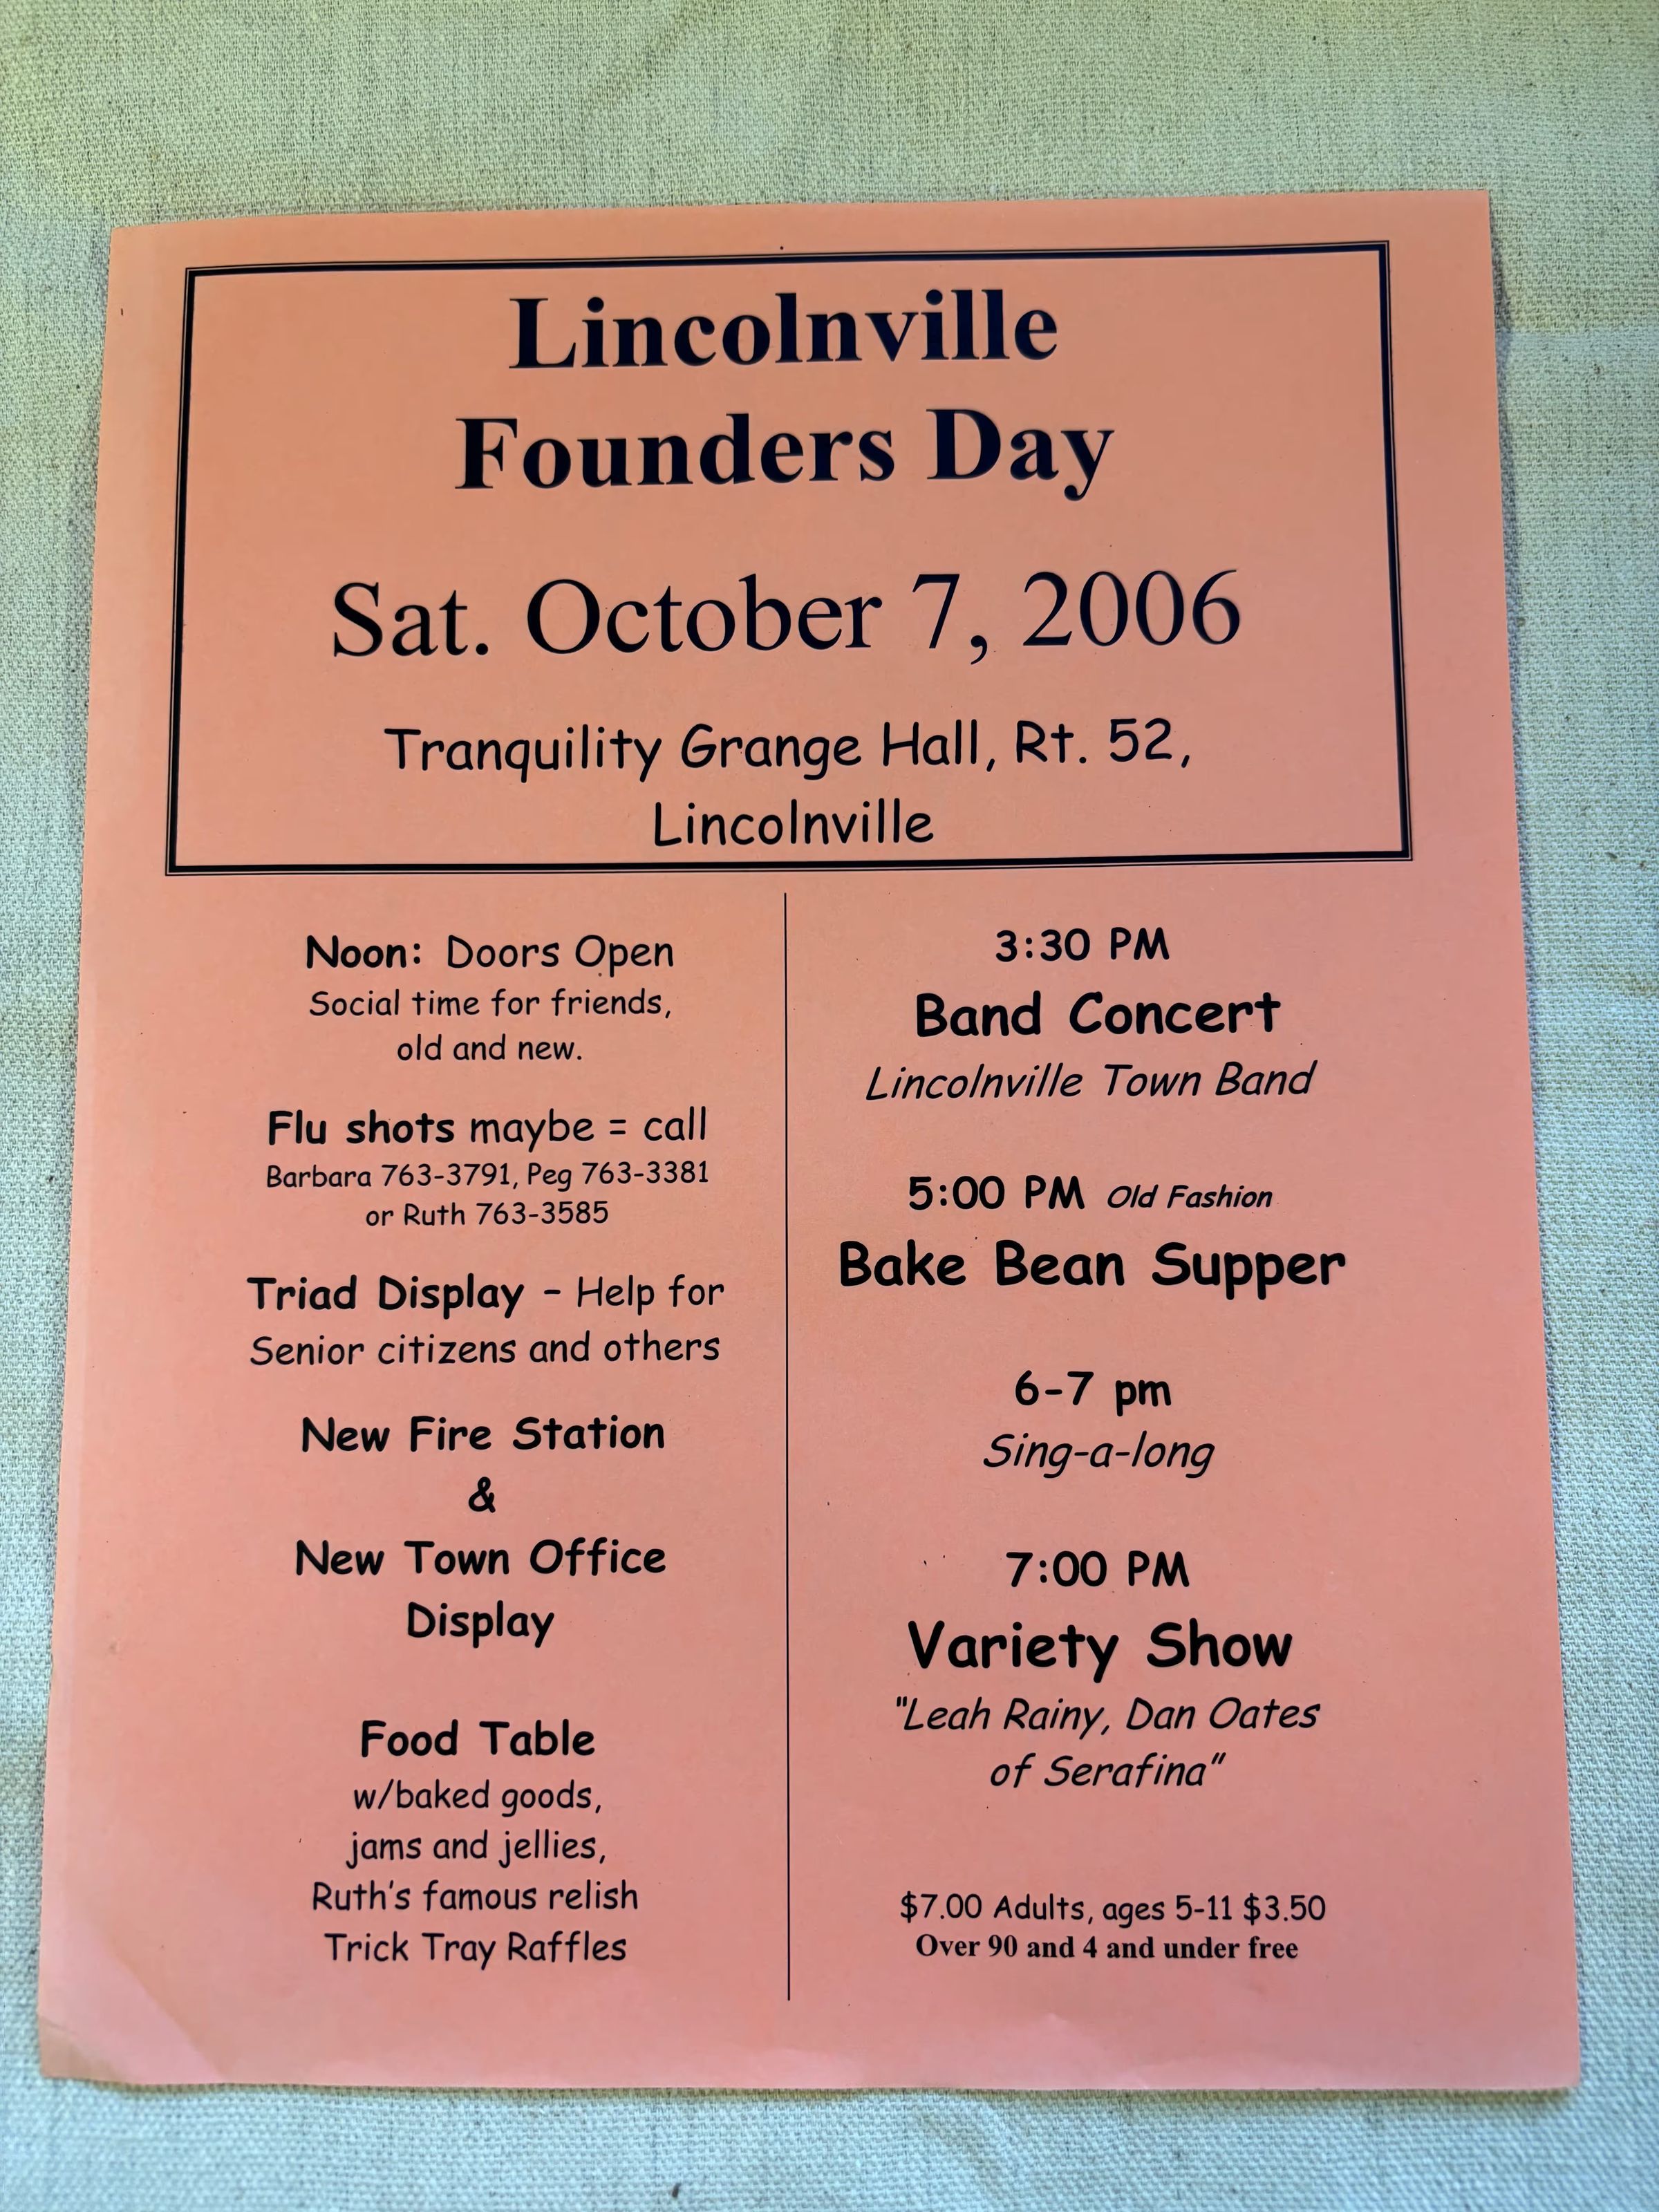 Lincolnville
Founders Day
Sat. October 7, 2006
Tranquility Grange Hall, Rt. 52,
Lincolnville
Noon: Doors Open
Social time for friends,
old and new.
Flu shots maybe = call
Barbara 763-3791, Peg 763-3381
or Ruth 763-3585
Triad Display – Help for
Senior citizens and others
New Fire Station
&
New Town Office
Display
Food Table
w/baked goods,
jams and jellies,
Ruth's famous relish
Trick Tray Raffles
3:30 PM
Band Concert
Lincolnville Town Band
5:00 PM Old Fashion
Bake Bean Supper
6-7 pm
Sing-a-long
7:00 PM
Variety Show
"Leah Rainy, Dan Oates
of Serafina"
$7.00 Adults, ages 5-11 $3.50
Over 90 and 4 and under free